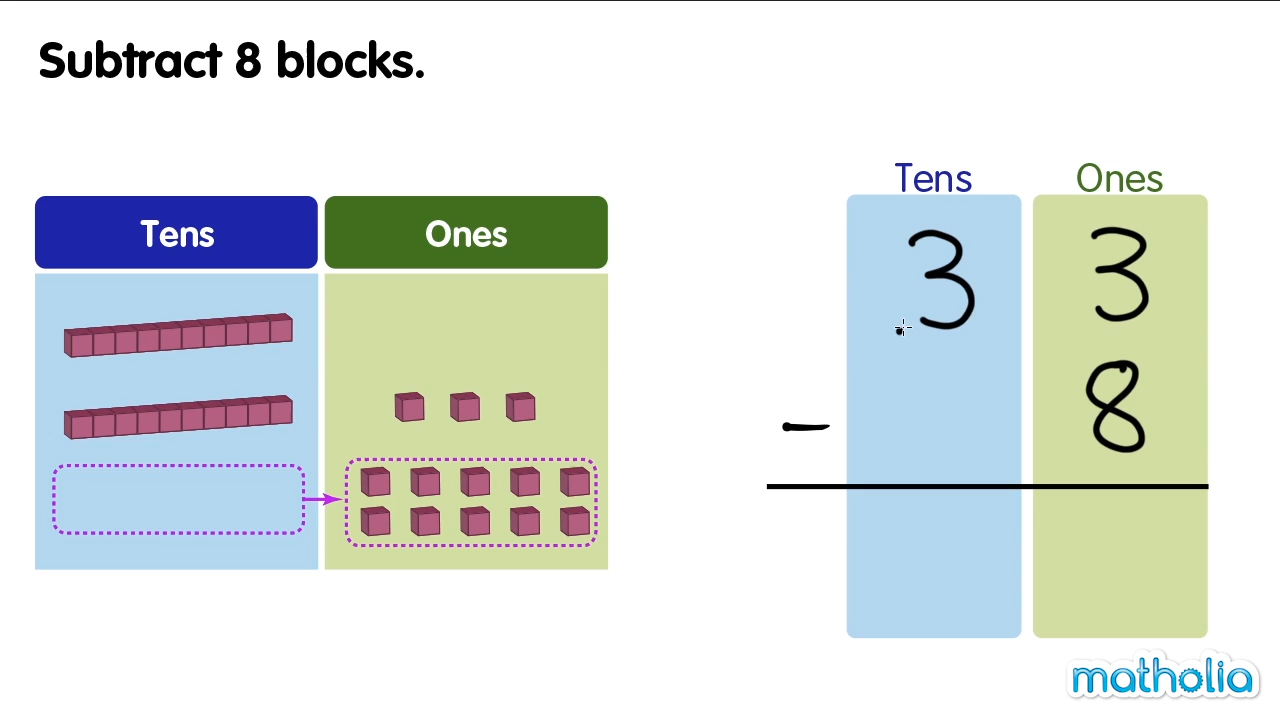 Subtract 8 blocks.
Tens Ones
Tens Ones
3 3
- 8
matholia